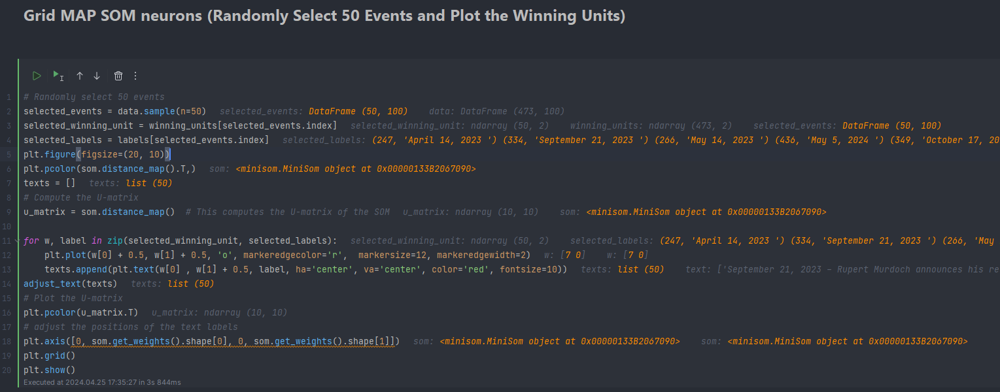 Grid MAP SOM neurons (Randomly Select 50 Events and Plot the Winning Units)
1 # Randomly select 50 events
2 selected_events = data.sample(n=50) selected_events: DataFrame (50, 100) data: DataFrame (473, 100)
3 selected_winning_unit = winning_units[selected_events.index] selected_winning_unit: ndarray (50, 2) winning_units: ndarray (473, 2) selected_events: DataFrame (50, 100)
4 selected_labels = labels[selected_events.index] selected_labels: (247, 'April 14, 2023 ') (334, 'September 21, 2023 ') (266, 'May 14, 2023 ') (436, 'May 5, 2024 ') (349, 'October 17, 20
5 plt.figure(figsize=(20, 10))
6 plt.pcolor(som.distance_map().T,) som: <minisom.MiniSom object at 0x00000133B2067090>
7 texts = [] texts: list (50)
8 # Compute the U-matrix
9 u_matrix = som.distance_map() # This computes the U-matrix of the SOM u_matrix: ndarray (10, 10) som: <minisom.MiniSom object at 0x00000133B2067090>
10
11 for w, label in zip(selected_winning_unit, selected_labels): selected_winning_unit: ndarray (50, 2) selected_labels: (247, 'April 14, 2023 ') (334, 'September 21, 2023 ') (266, 'May
12 plt.plot(w[0] + 0.5, w[1] + 0.5, 'o', markeredgecolor='r', markersize=12, markeredgewidth=2) w: [7 0] w: [7 0]
13 texts.append(plt.text(w[0] , w[1] + 0.5, label, ha='center', va='center', color='red', fontsize=10)) texts: list (50) text: ['September 21, 2023 – Rupert Murdoch announces his re
14 adjust_text(texts) texts: list (50)
15 # Plot the U-matrix
16 plt.pcolor(u_matrix.T) u_matrix: ndarray (10, 10)
17 # adjust the positions of the text labels
18 plt.axis([0, som.get_weights().shape[0], 0, som.get_weights().shape[1]]) som: <minisom.MiniSom object at 0x00000133B2067090> som: <minisom.MiniSom object at 0x00000133B2067090>
19 plt.grid()
20 plt.show()
Executed at 2024.04.25 17:35:27 in 3s 844ms